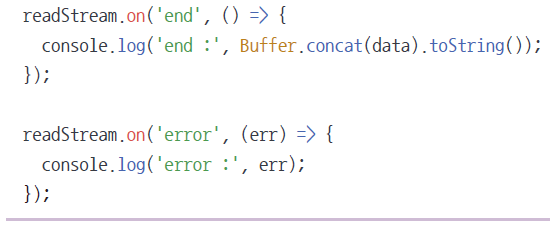 readStream.on('end', () => {
  console.log('end :', Buffer.concat(data).toString());
});

readStream.on('error', (err) => {
  console.log('error :', err);
});